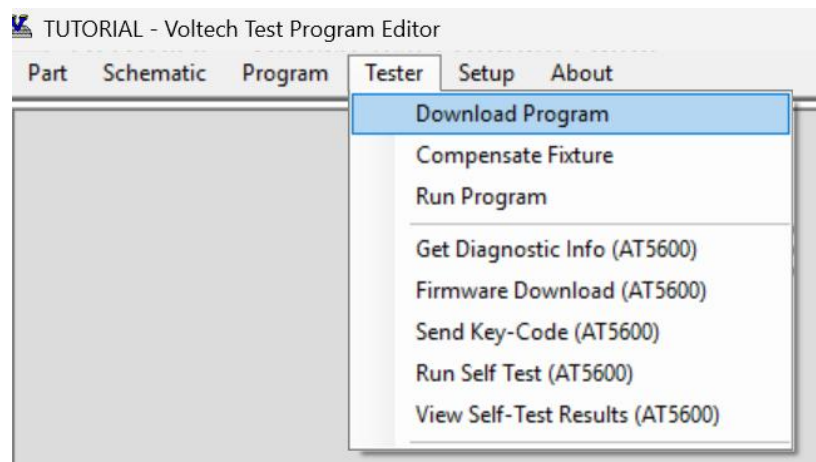 TUTORIAL - Voltech Test Program Editor
Part Schematic Program Tester Setup About
Download Program
Compensate Fixture
Run Program
Get Diagnostic Info (AT5600)
Firmware Download (AT5600)
Send Key-Code (AT5600)
Run Self Test (AT5600)
View Self-Test Results (AT5600)